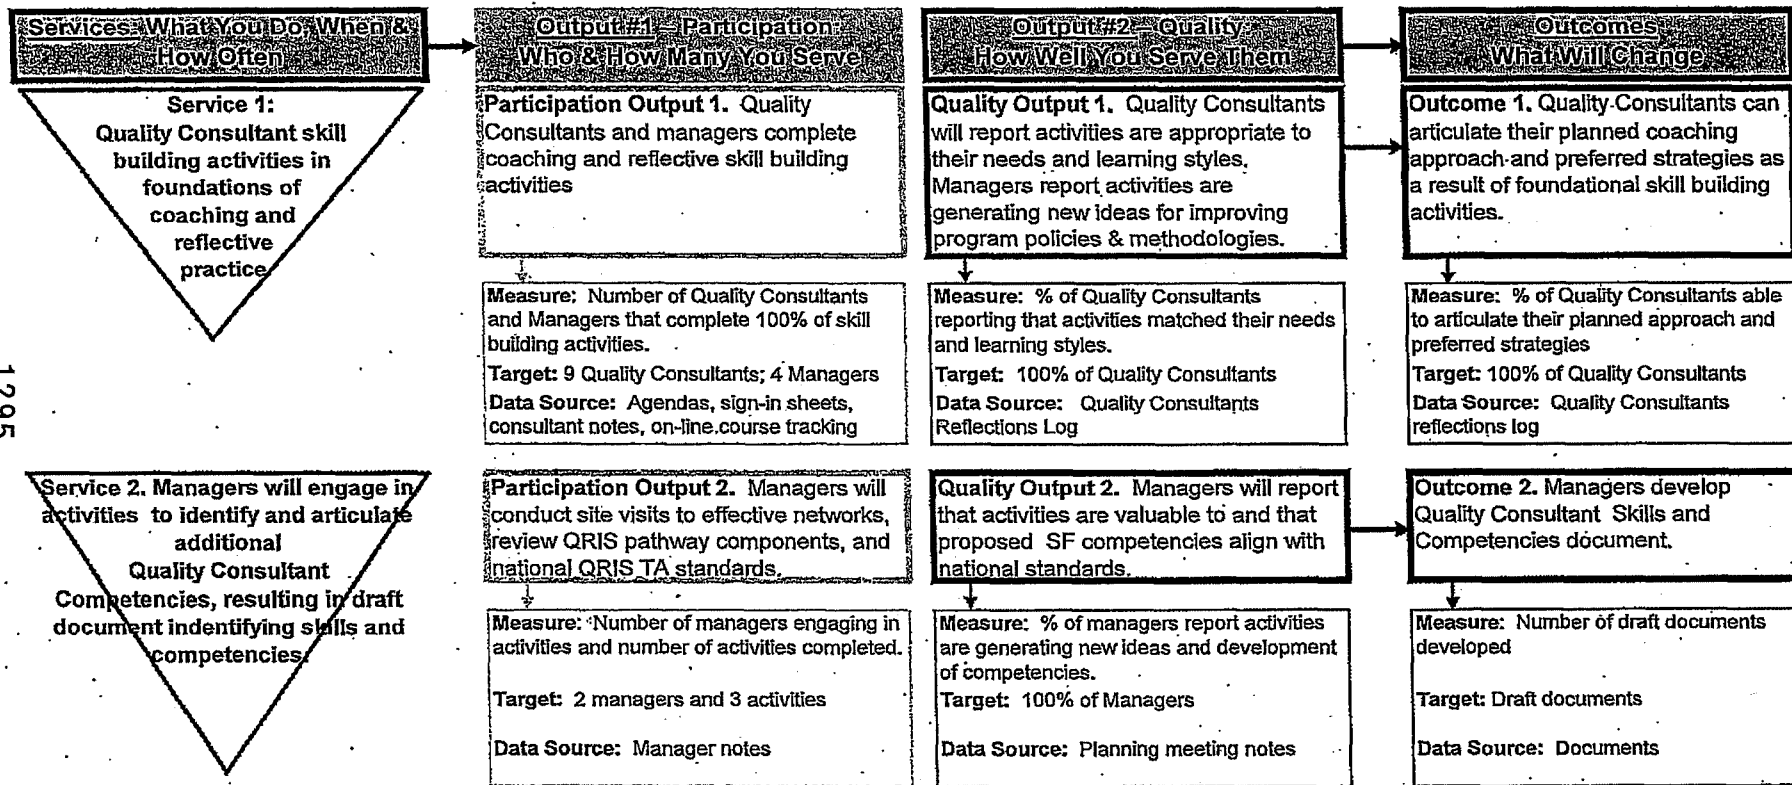 Services: What You Do, When &
How Often
Output #1 – Participation:
Who & How Many You Serve
Output #2 – Quality
How Well You Serve Them
Outcomes
What Will Change
Service 1:
Quality Consultant skill
building activities in
foundations of
coaching and
reflective
practice
Participation Output 1. Quality
Consultants and managers complete
coaching and reflective skill building
activities
Quality Output 1. Quality Consultants
will report activities are appropriate to
their needs and learning styles.
Managers report activities are
generating new ideas for improving
program policies & methodologies.
Outcome 1. Quality Consultants can
articulate their planned coaching
approach and preferred strategies as
a result of foundational skill building
activities.
Measure: Number of Quality Consultants
and Managers that complete 100% of skill
building activities.
Target: 9 Quality Consultants; 4 Managers
Data Source: Agendas, sign-in sheets,
consultant notes, on-line course tracking
Measure: % of Quality Consultants
reporting that activities matched their needs
and learning styles.
Target: 100% of Quality Consultants
Data Source: Quality Consultants
Reflections Log
Measure: % of Quality Consultants able
to articulate their planned approach and
preferred strategies
Target: 100% of Quality Consultants
Data Source: Quality Consultants
reflections log
1295
Service 2. Managers will engage in
activities to identify and articulate
additional
Quality Consultant
Competencies, resulting in draft
document indentifying skills and
competencies.
Participation Output 2. Managers will
conduct site visits to effective networks,
review QRIS pathway components, and
national QRIS TA standards.
Quality Output 2. Managers will report
that activities are valuable to and that
proposed SF competencies align with
national standards.
Outcome 2. Managers develop
Quality Consultant Skills and
Competencies document.
Measure: Number of managers engaging in
activities and number of activities completed.
Target: 2 managers and 3 activities
Data Source: Manager notes
Measure: % of managers report activities
are generating new ideas and development
of competencies.
Target: 100% of Managers
Data Source: Planning meeting notes
Measure: Number of draft documents
developed
Target: Draft documents
Data Source: Documents